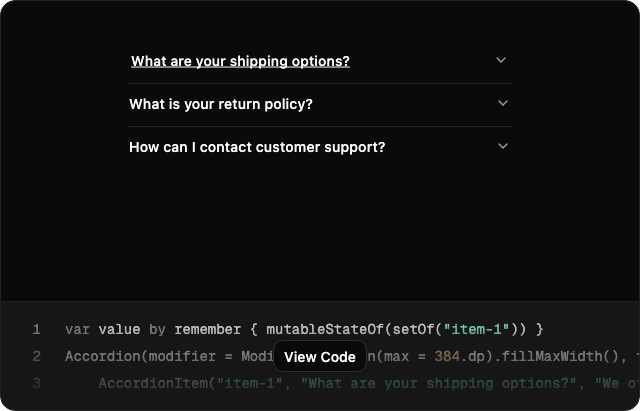 What are your shipping options?
What is your return policy?
How can I contact customer support?
1 var value by remember { mutableStateOf(setOf("item-1")) }
2 Accordion(modifier = Modi n(max = 384.dp).fillMaxWidth(),
View Code
3 AccordionItem("item-1", "What are your shipping options?", "We o